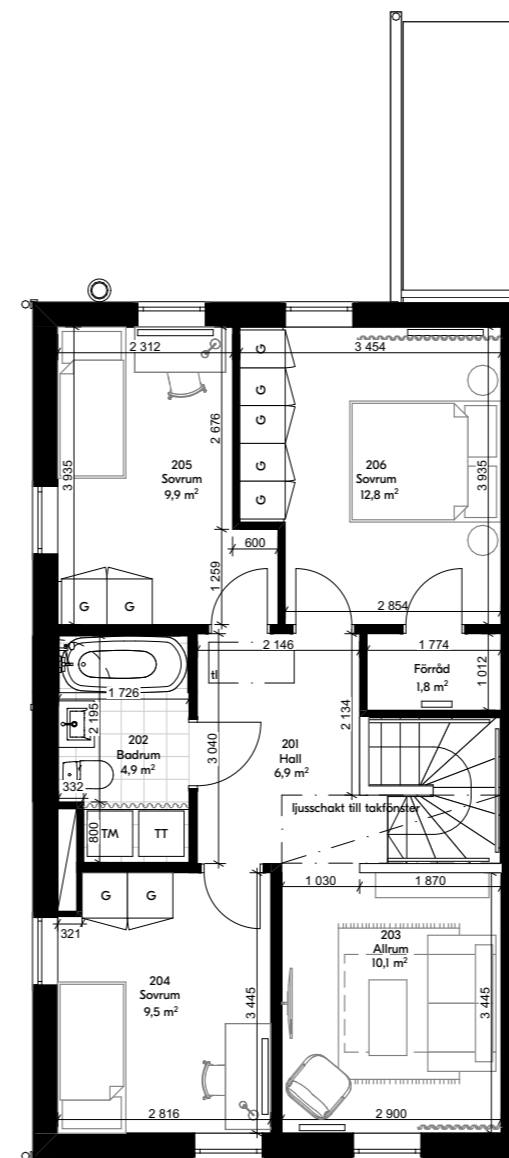 2 312
3 454
G
G
G
G
G
2 676
3 935
3 935
205
Sovrum
9,9 m²
206
Sovrum
12,8 m²
600
1 259
G
G
2 854
2 146
1 774
tl
Förråd
1,8 m²
1 012
1 726
2 195
2 134
3 040
202
Badrum
4,9 m²
201
Hall
6,9 m²
332
ljusschakt till takfönster
800
TM
TT
1 030
1 870
G
G
321
203
Allrum
10,1 m²
204
Sovrum
9,5 m²
3 445
3 445
2 816
2 900